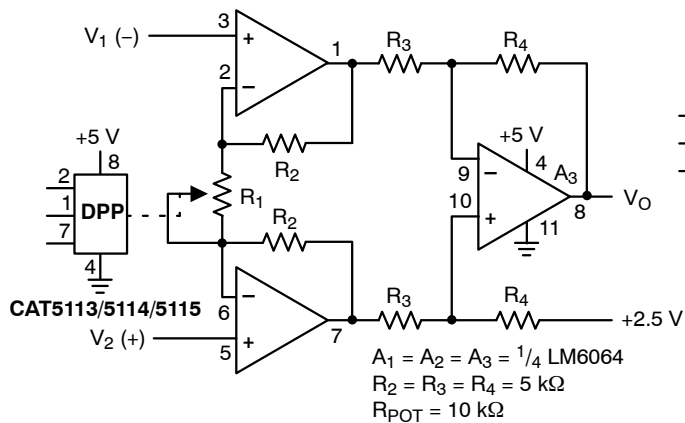 3
V₁ (–)
+
1
R₃
R₄
2
–
+5 V
8
R₂
+5 V
4
2
1
7
DPP
R₁
9
–
A₃
10
+
V_O
8
11
R₂
4
CAT5113/5114/5115
–
6
R₃
R₄
+2.5 V
7
V₂ (+)
5
+
A₁ = A₂ = A₃ = ¹/₄ LM6064
R₂ = R₃ = R₄ = 5 kΩ
R_POT = 10 kΩ